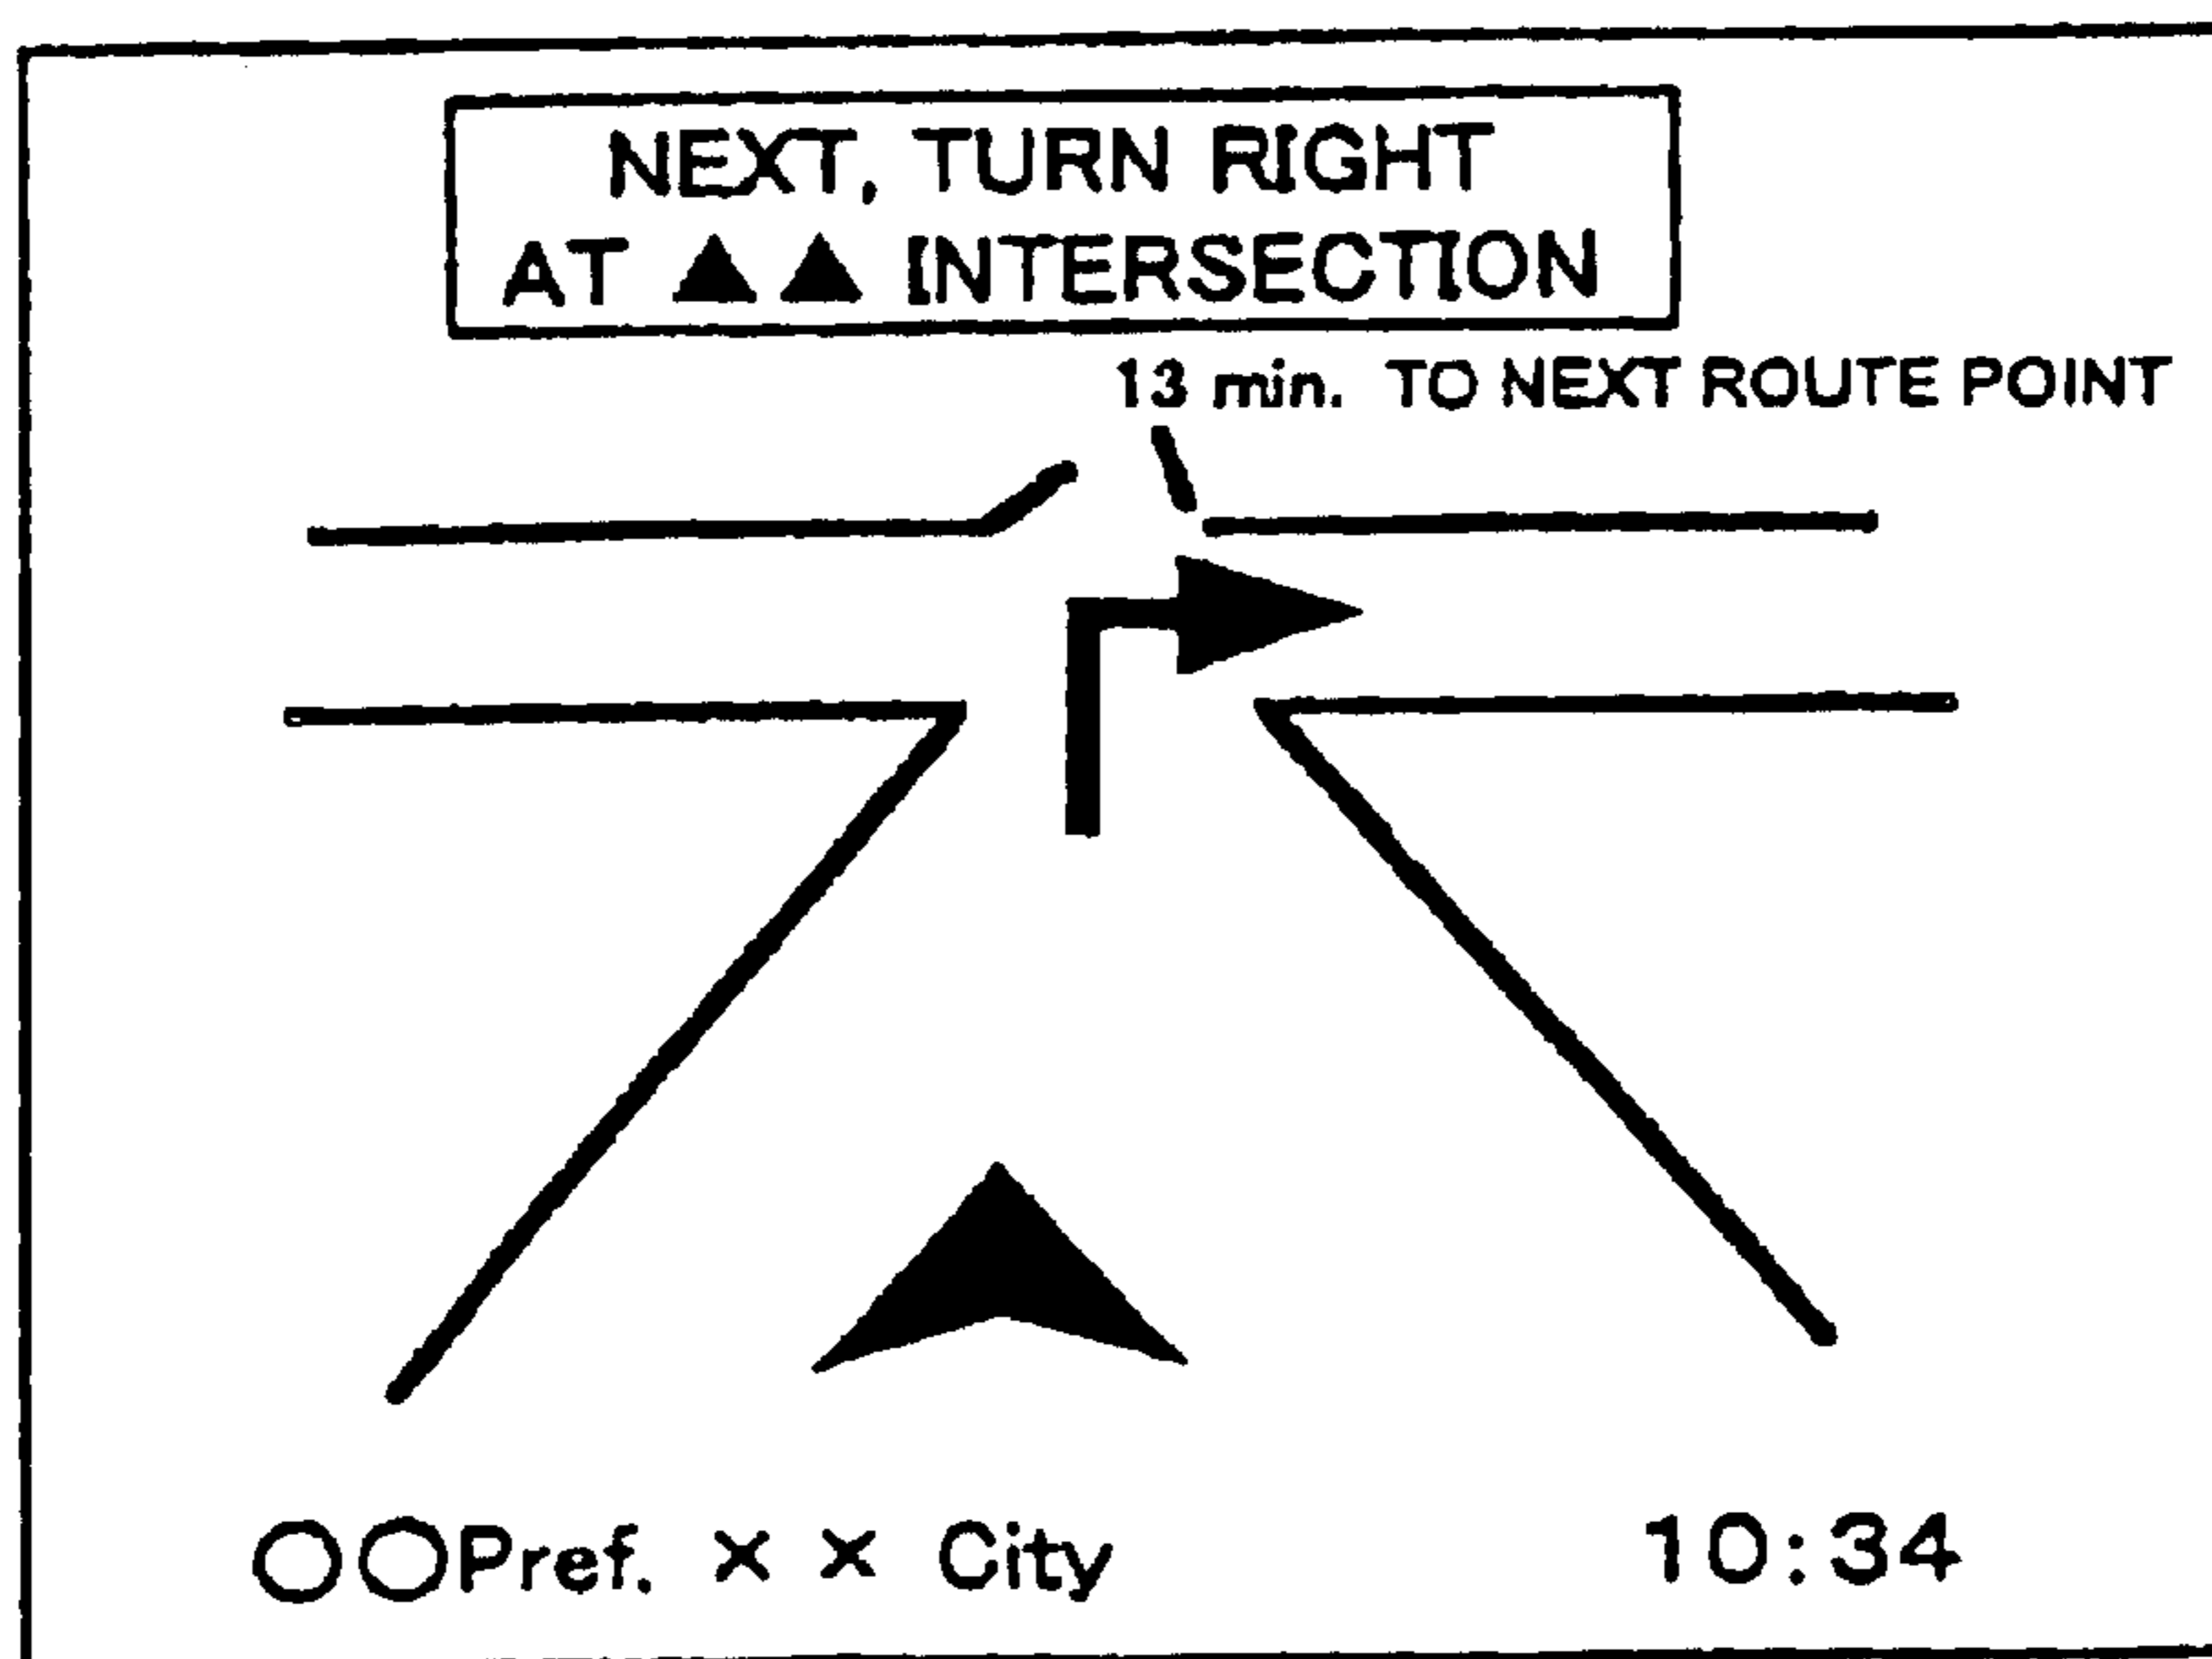 NEXT, TURN RIGHT
AT ▲▲ INTERSECTION
13 min. TO NEXT ROUTE POINT
○○Pref. × × City
10:34